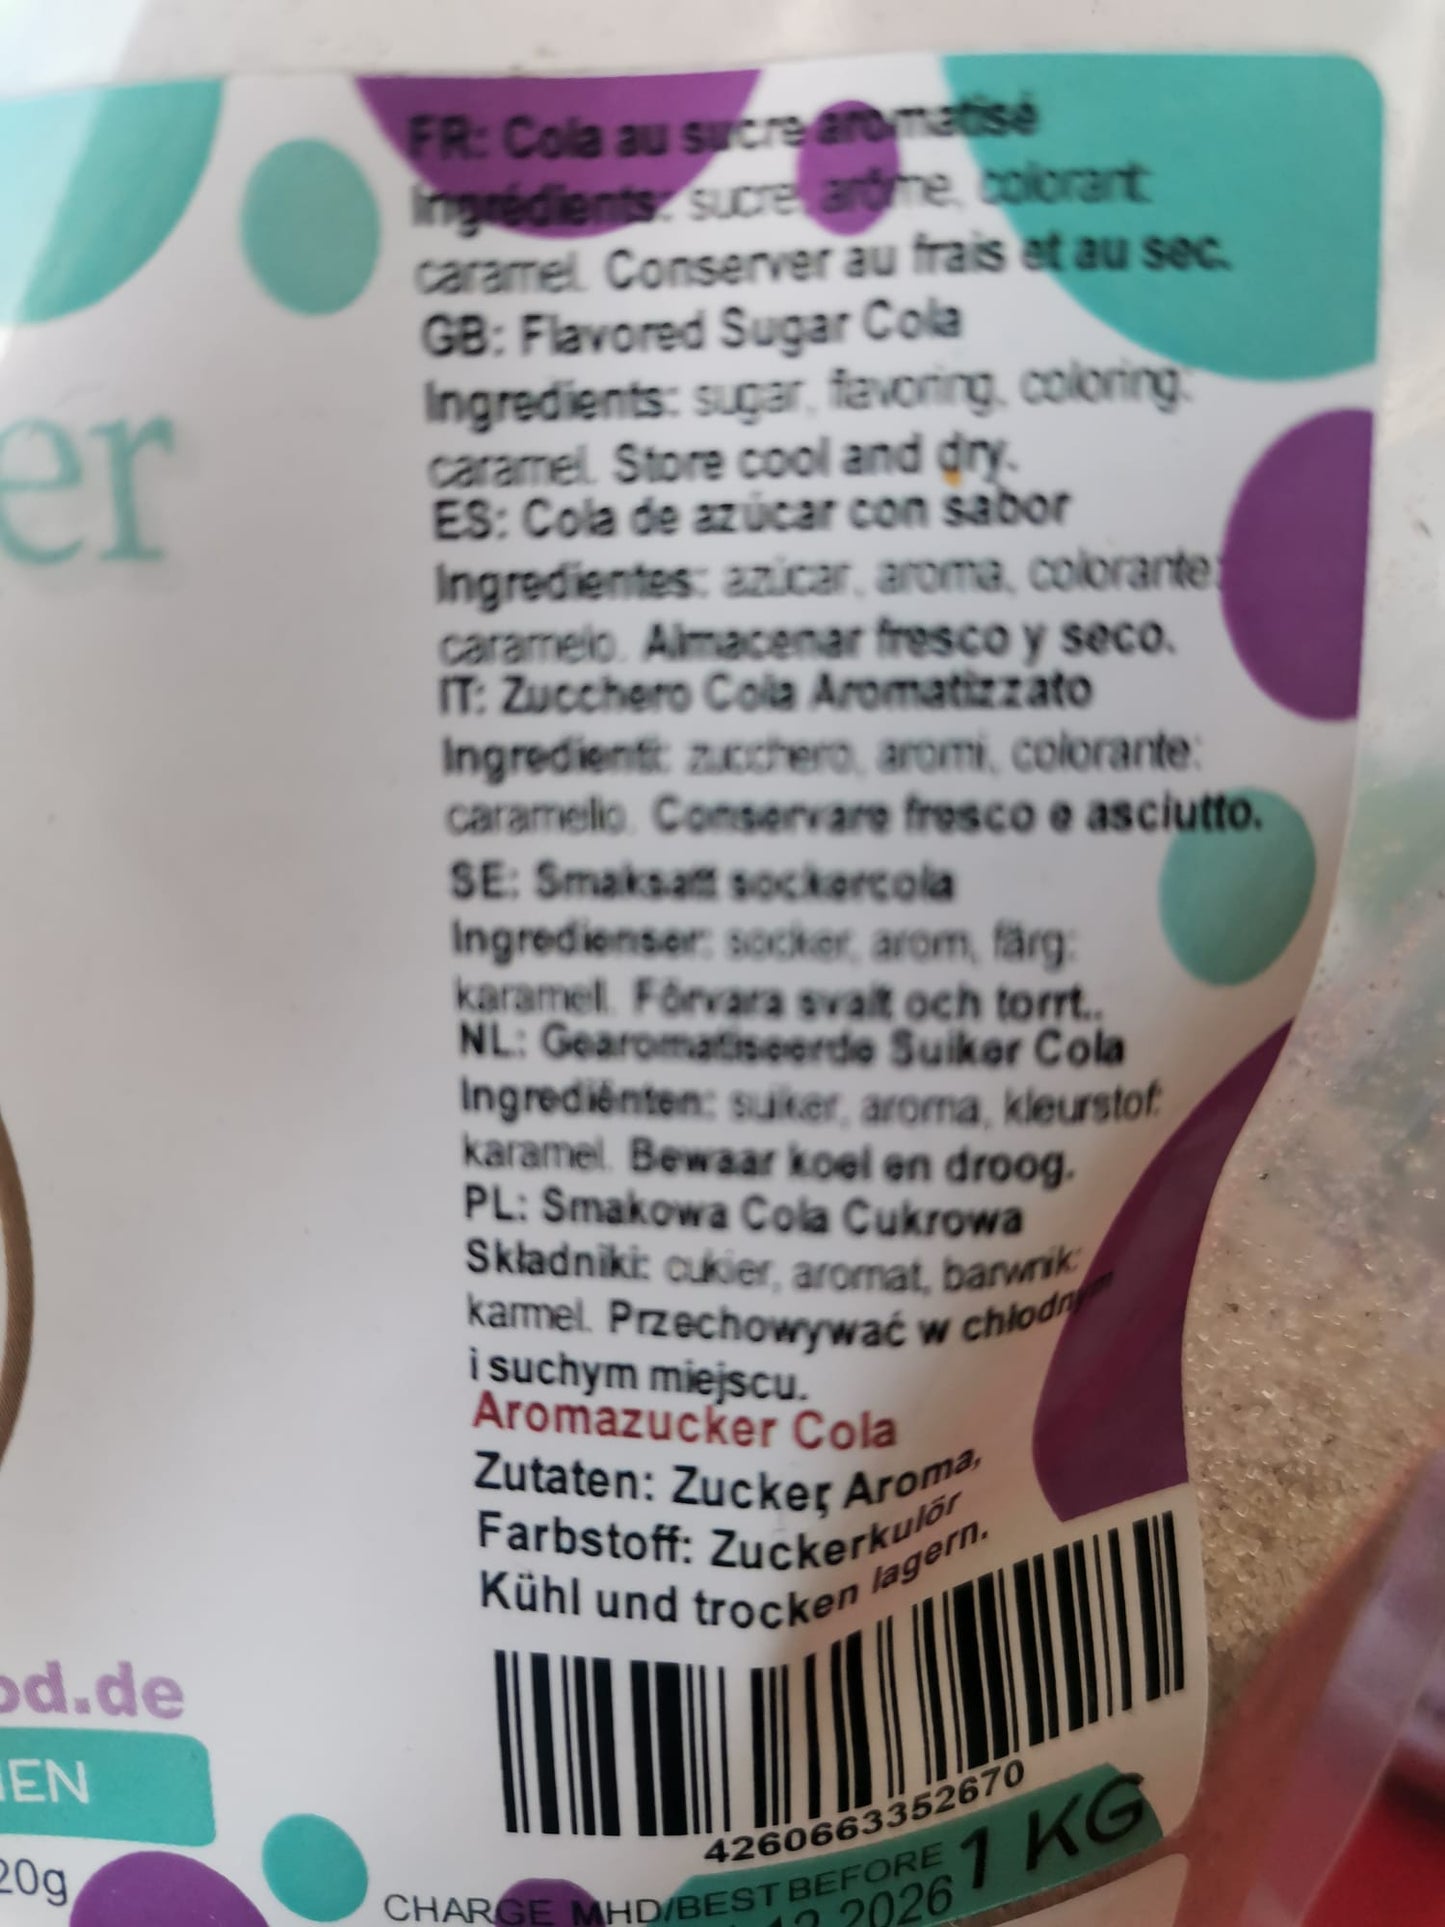 FR: Cola au sucre aromatisé
Ingrédients: sucre, arôme, colorant:
caramel. Conserver au frais et au sec.
GB: Flavored Sugar Cola
Ingredients: sugar, flavoring, coloring:
caramel. Store cool and dry.
ES: Cola de azúcar con sabor
Ingredientes: azúcar, aroma, colorante:
caramelo. Almacenar fresco y seco.
IT: Zucchero Cola Aromatizzato
Ingredienti: zucchero, aromi, colorante:
caramello. Conservare fresco e asciutto.
SE: Smaksatt sockercola
Ingredienser: socker, arom, färg:
karamell. Förvara svalt och torrt..
NL: Gearomatiseerde Suiker Cola
Ingrediënten: suiker, aroma, kleurstof:
karamel. Bewaar koel en droog.
PL: Smakowa Cola Cukrowa
Składniki: cukier, aromat, barwnik:
karmel. Przechowywać w chłodnym
i suchym miejscu.
Aromazucker Cola
Zutaten: Zucker, Aroma,
Farbstoff: Zuckerkulör
Kühl und trocken lagern.
4260663352670
1 KG
CHARGE MHD/BEST BEFORE
12 2026
er
od.de
EN
20g